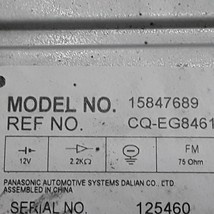 MODEL NO. 15847689
REF NO. CQ-EG8461
12V 2.2KΩ FM 75 Ohm
PANASONIC AUTOMOTIVE SYSTEMS DALIAN CO., LTD
ASSEMBLED IN CHINA
SERIAL NO. 125460